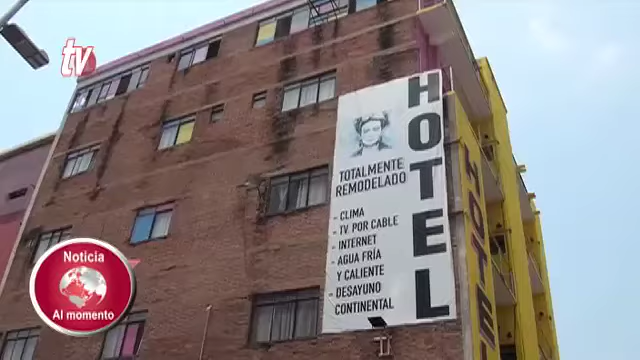 tv
HOTEL
TOTALMENTE
REMODELADO
- CLIMA
- TV POR CABLE
- INTERNET
- AGUA FRÍA
Y CALIENTE
- DESAYUNO
CONTINENTAL
HOTEL
Noticia
Al momento